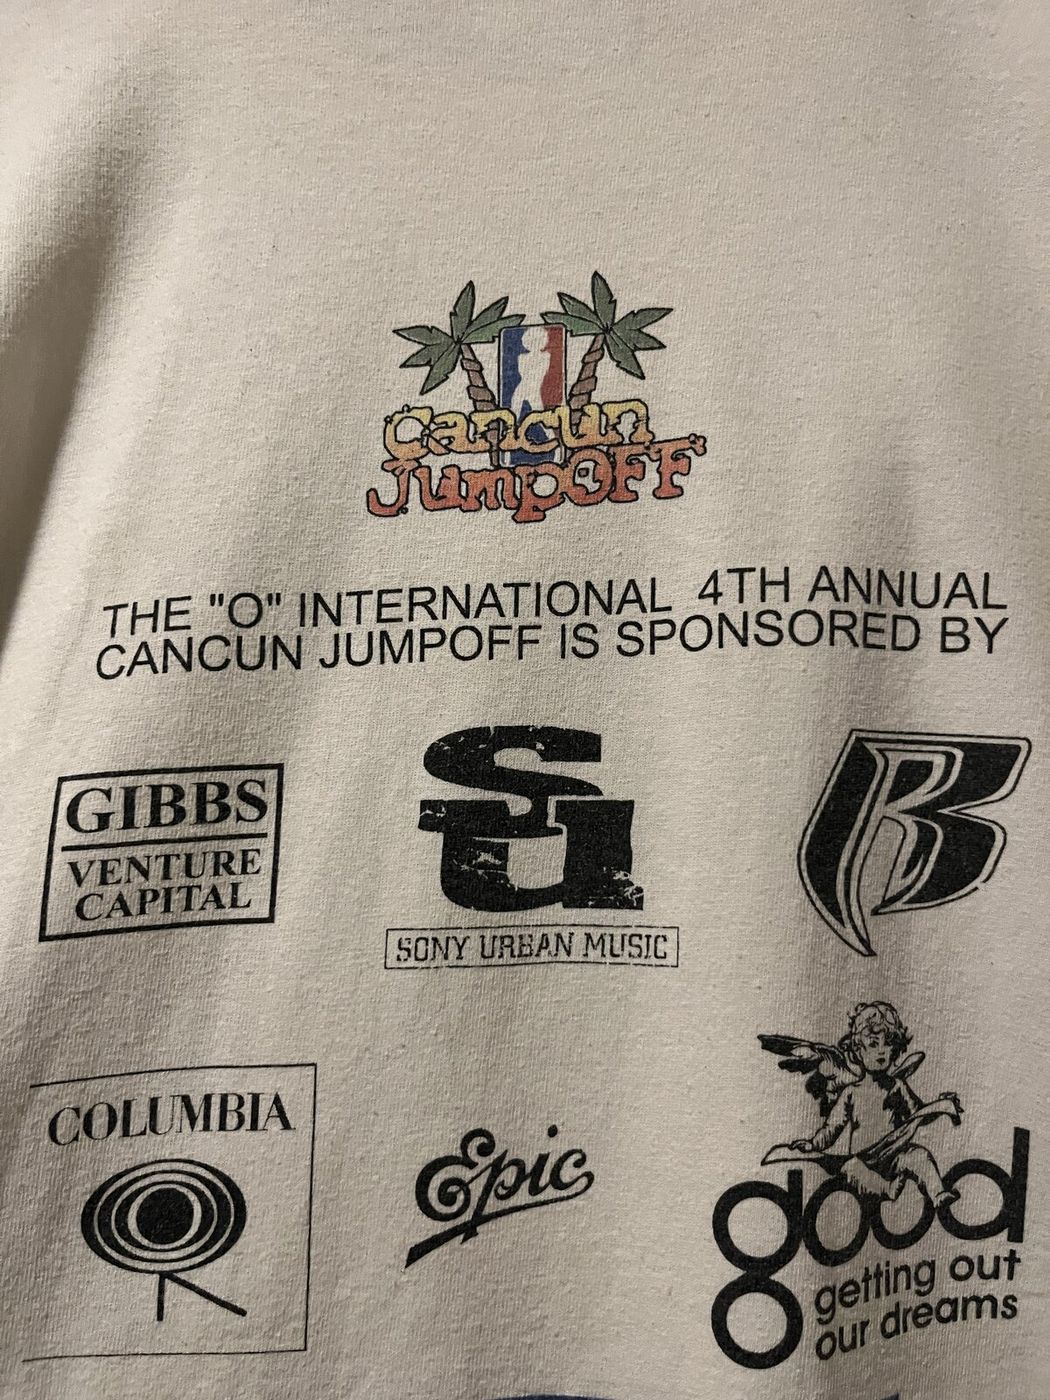 Cancun
JumpOFF
THE "O" INTERNATIONAL 4TH ANNUAL
CANCUN JUMPOFF IS SPONSORED BY
GIBBS
VENTURE
CAPITAL
SU
SONY URBAN MUSIC
R
COLUMBIA
Epic
good
getting out
our dreams